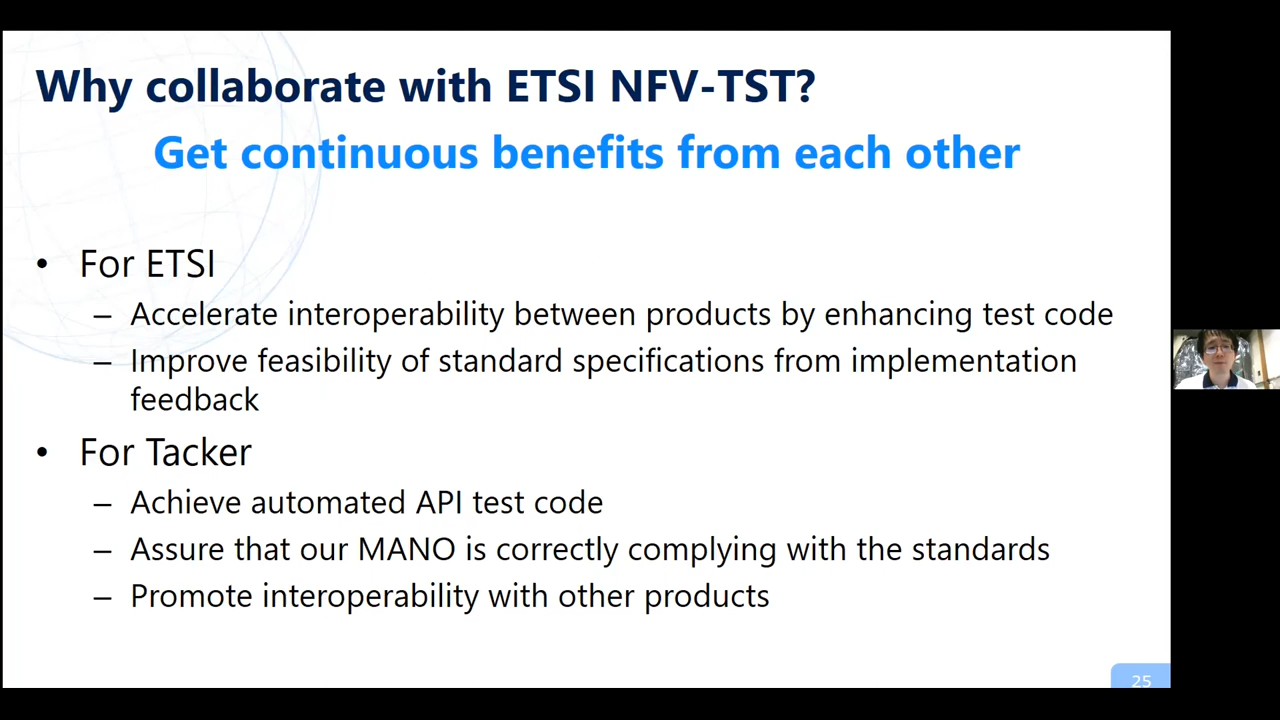 Why collaborate with ETSI NFV-TST?
Get continuous benefits from each other
• For ETSI
– Accelerate interoperability between products by enhancing test code
– Improve feasibility of standard specifications from implementation
feedback
• For Tacker
– Achieve automated API test code
– Assure that our MANO is correctly complying with the standards
– Promote interoperability with other products
25